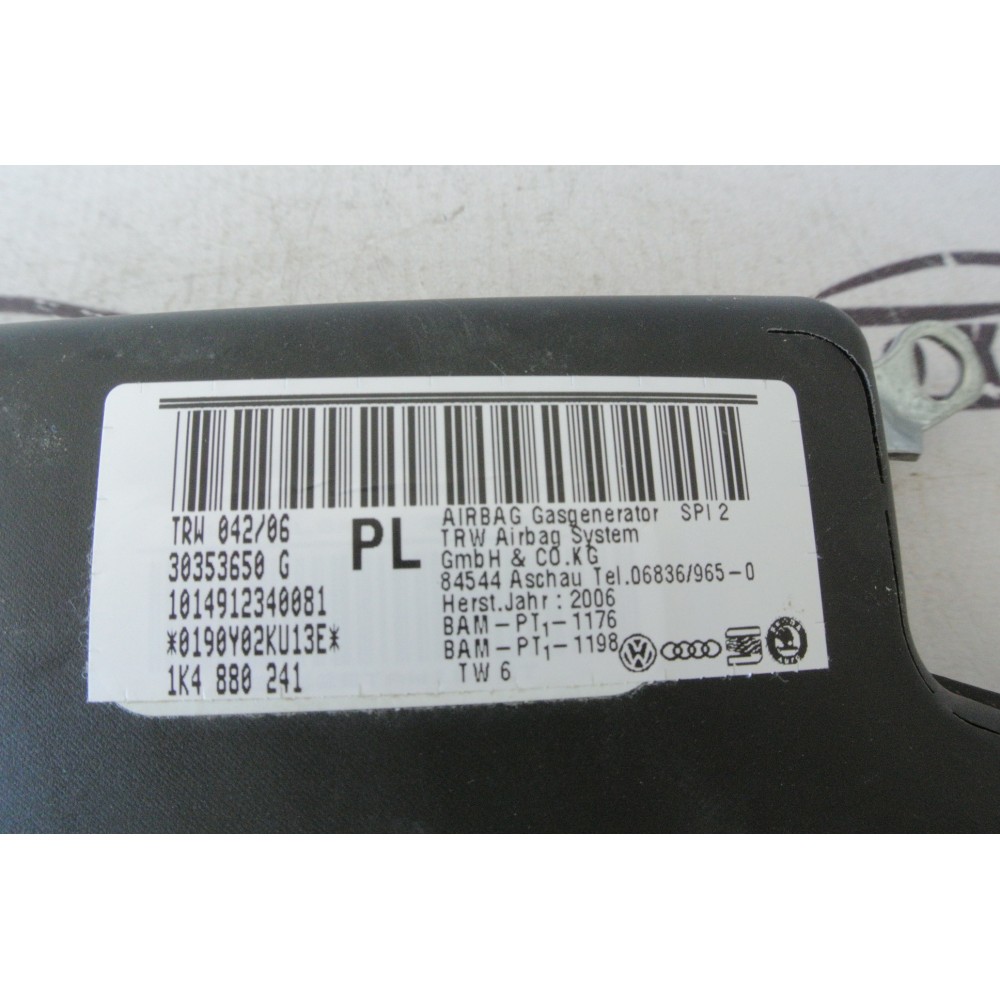 TRW 042/06
30353650 G
1014912340081
*0190Y02KU13E*
1K4 880 241
PL
AIRBAG Gasgenerator SPI 2
TRW Airbag System
GmbH & CO.KG
84544 Aschau Tel.06836/965-0
Herst.Jahr : 2006
BAM-PT1-1176
BAM-PT1-1198
TW 6